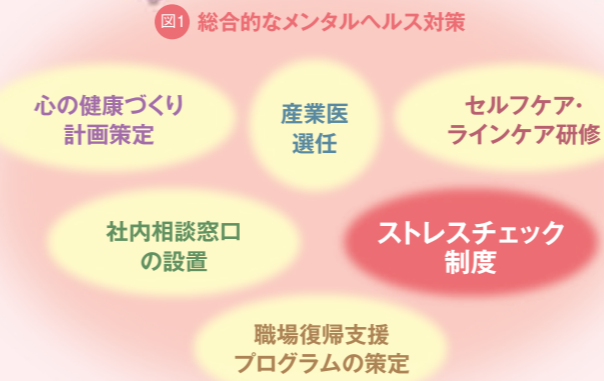 図1 総合的なメンタルヘルス対策
心の健康づくり
計画策定
産業医
選任
セルフケア・
ラインケア研修
社内相談窓口
の設置
ストレスチェック
制度
職場復帰支援
プログラムの策定